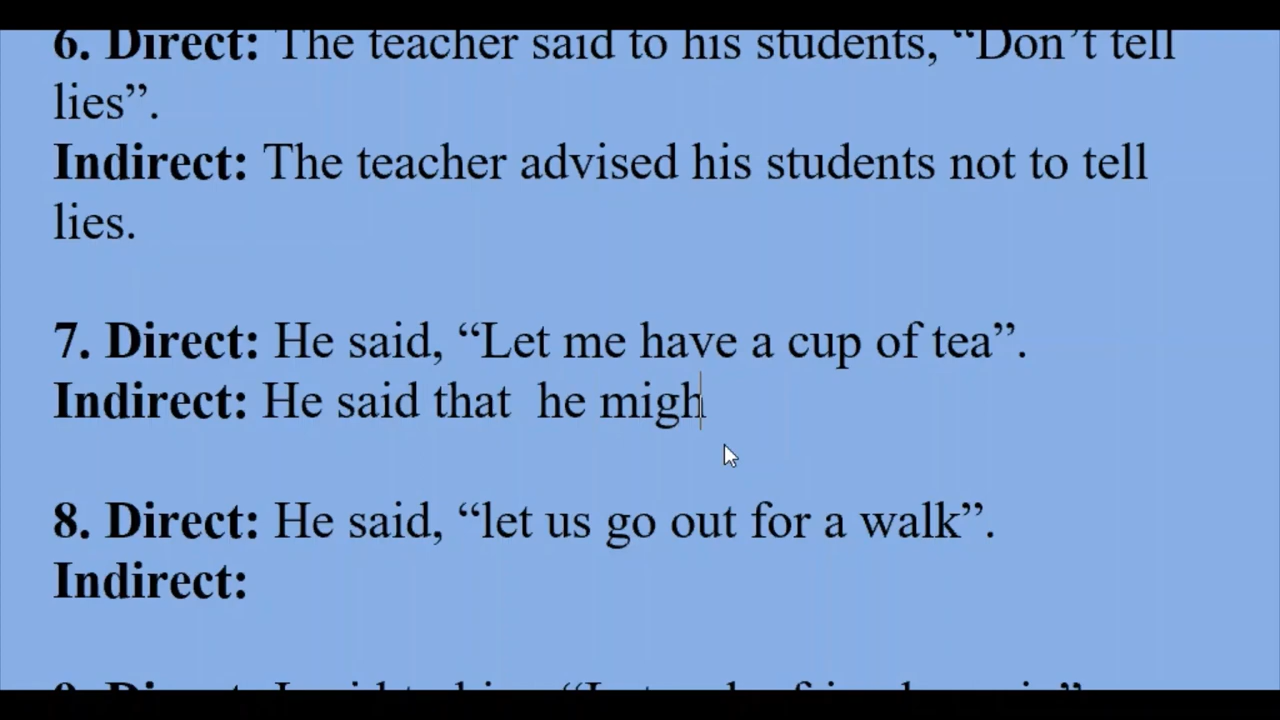 6. Direct: The teacher said to his students, “Don’t tell
lies”.
Indirect: The teacher advised his students not to tell
lies.
7. Direct: He said, “Let me have a cup of tea”.
Indirect: He said that  he migh
8. Direct: He said, “let us go out for a walk”.
Indirect: